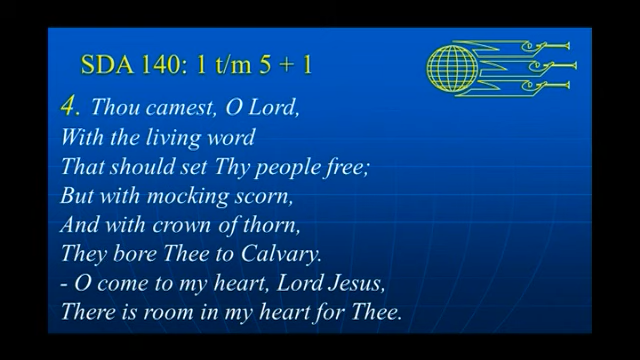 SDA 140: 1 t/m 5 + 1
4. Thou camest, O Lord,
With the living word
That should set Thy people free;
But with mocking scorn,
And with crown of thorn,
They bore Thee to Calvary.
- O come to my heart, Lord Jesus,
There is room in my heart for Thee.